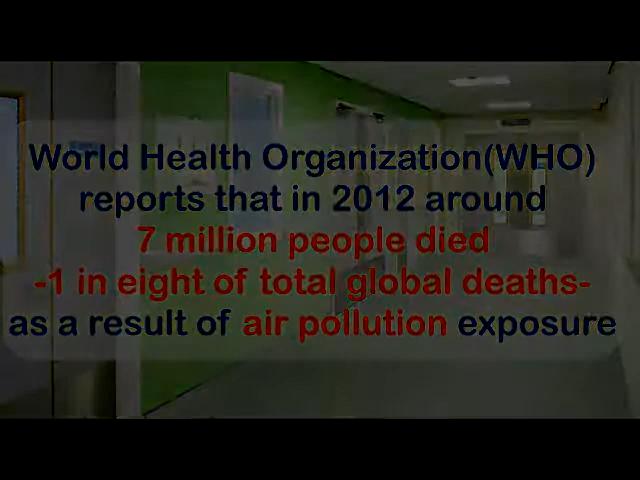 World Health Organization(WHO)
reports that in 2012 around
7 million people died
-1 in eight of total global deaths-
as a result of air pollution exposure